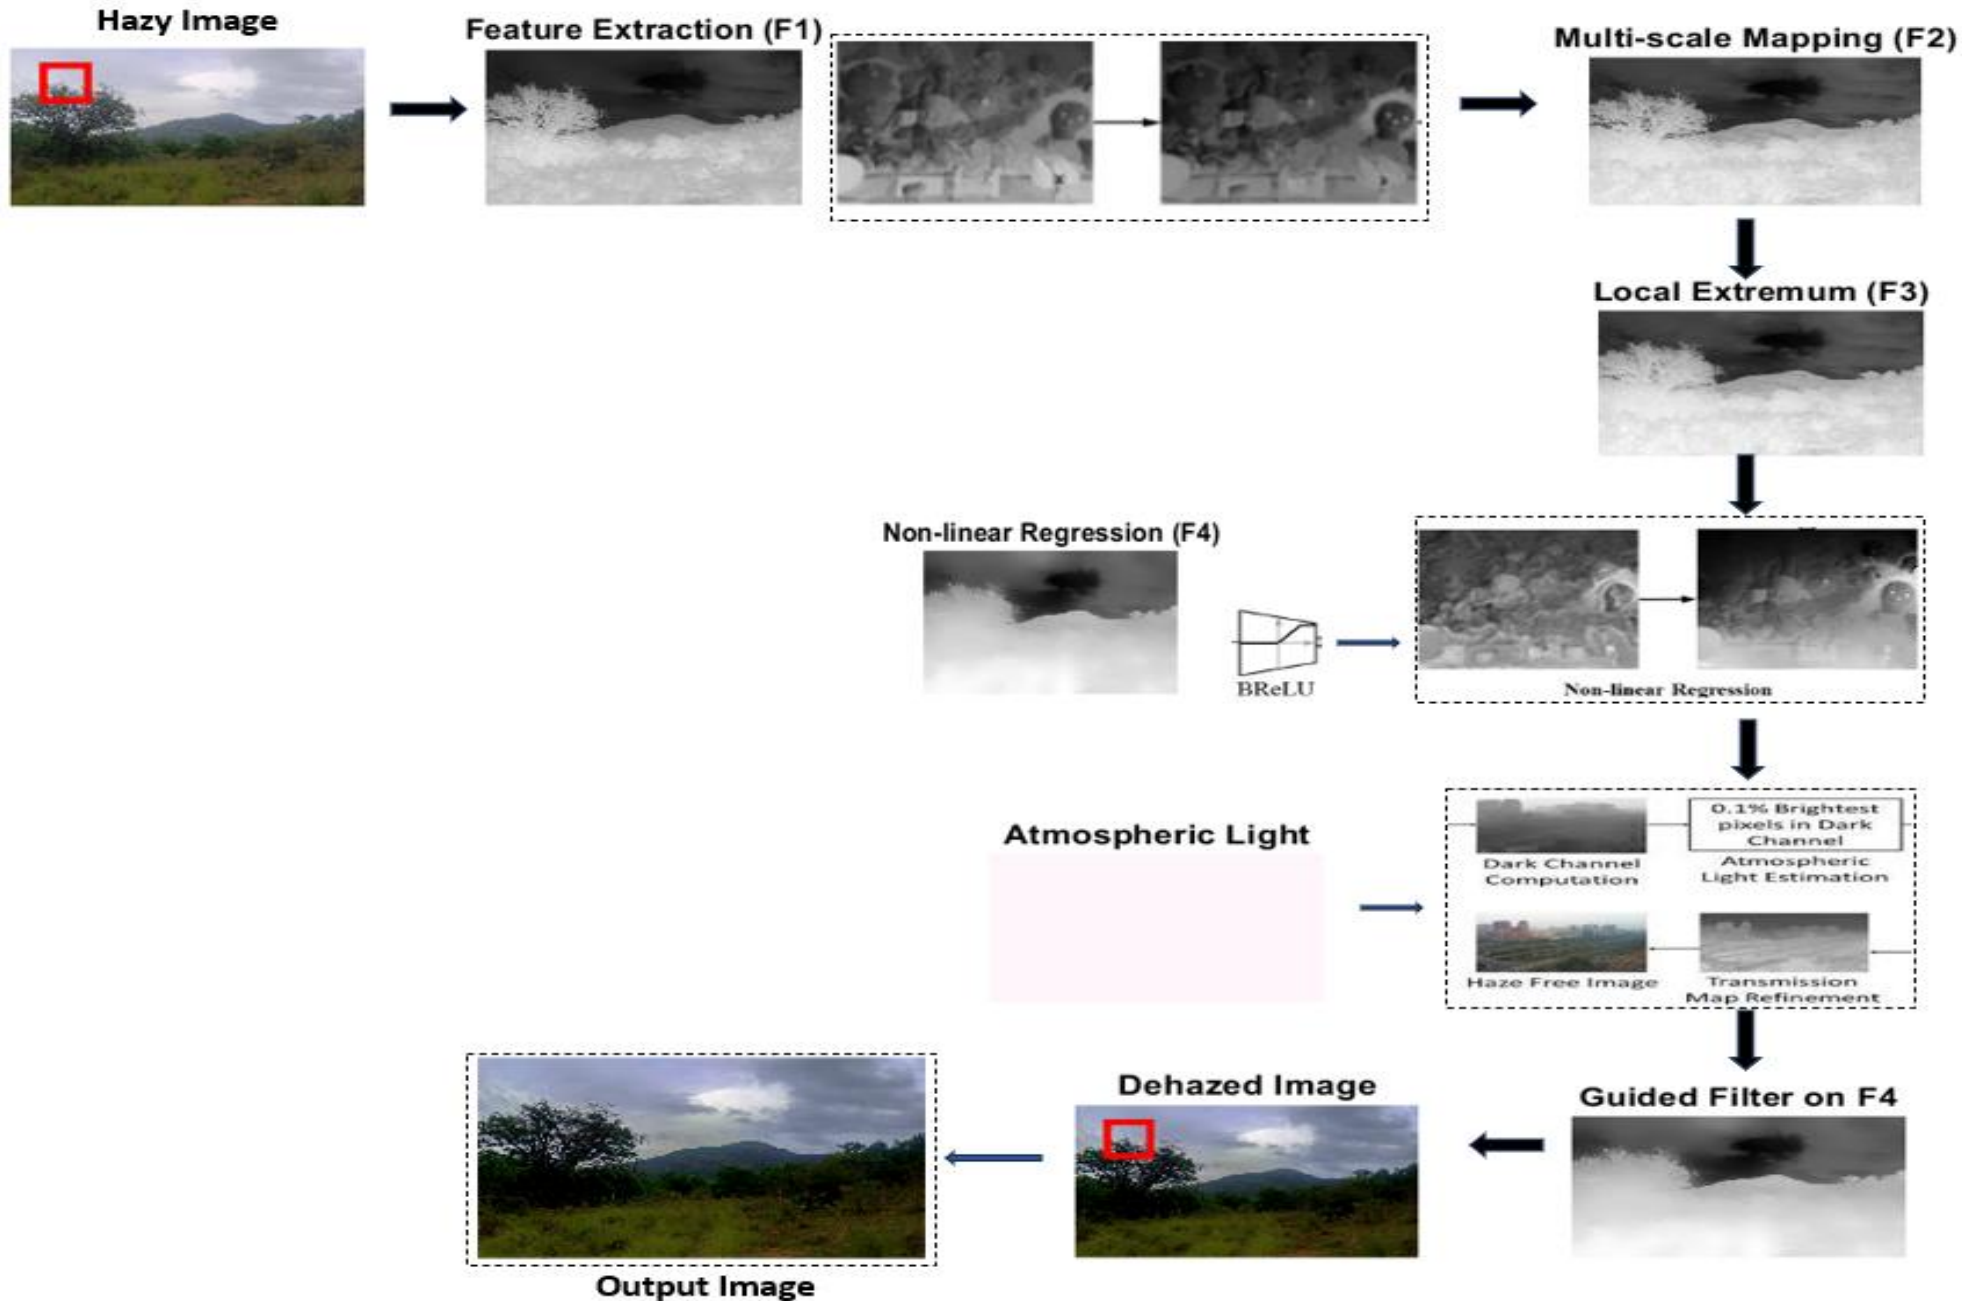 Hazy Image
Feature Extraction (F1)
Multi-scale Mapping (F2)
Local Extremum (F3)
Non-linear Regression (F4)
BReLU
Non-linear Regression
Atmospheric Light
0.1% Brightest
pixels in Dark
Channel
Dark Channel
Computation
Atmospheric
Light Estimation
Haze Free Image
Transmission
Map Refinement
Guided Filter on F4
Dehazed Image
Output Image